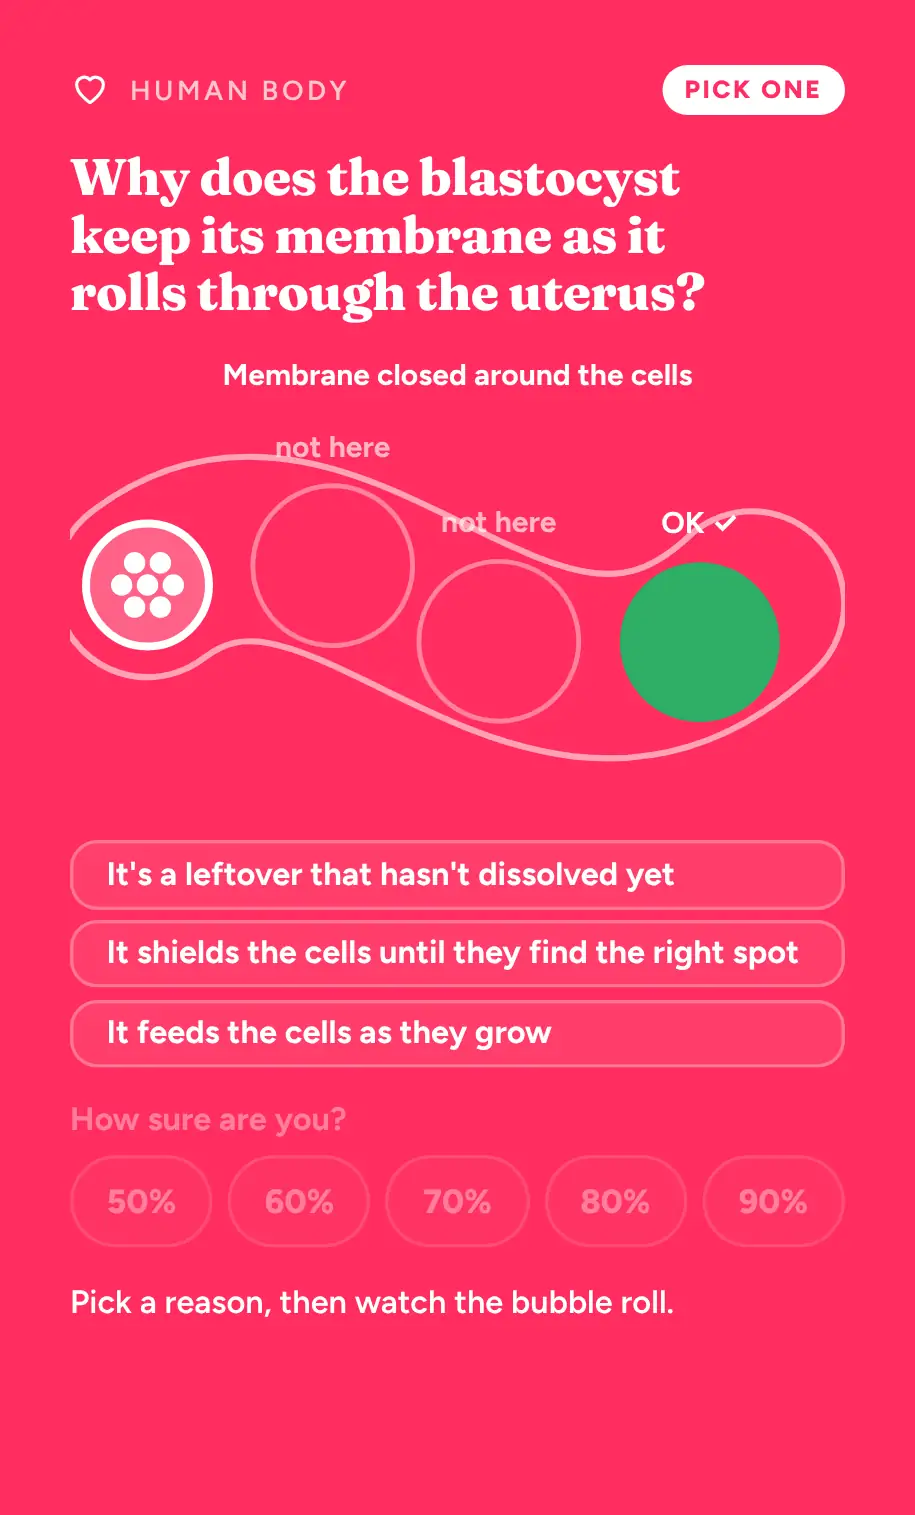 HUMAN BODY
PICK ONE
Why does the blastocyst
keep its membrane as it
rolls through the uterus?
Membrane closed around the cells
not here
not here
OK ✓
It's a leftover that hasn't dissolved yet
It shields the cells until they find the right spot
It feeds the cells as they grow
How sure are you?
50%
60%
70%
80%
90%
Pick a reason, then watch the bubble roll.